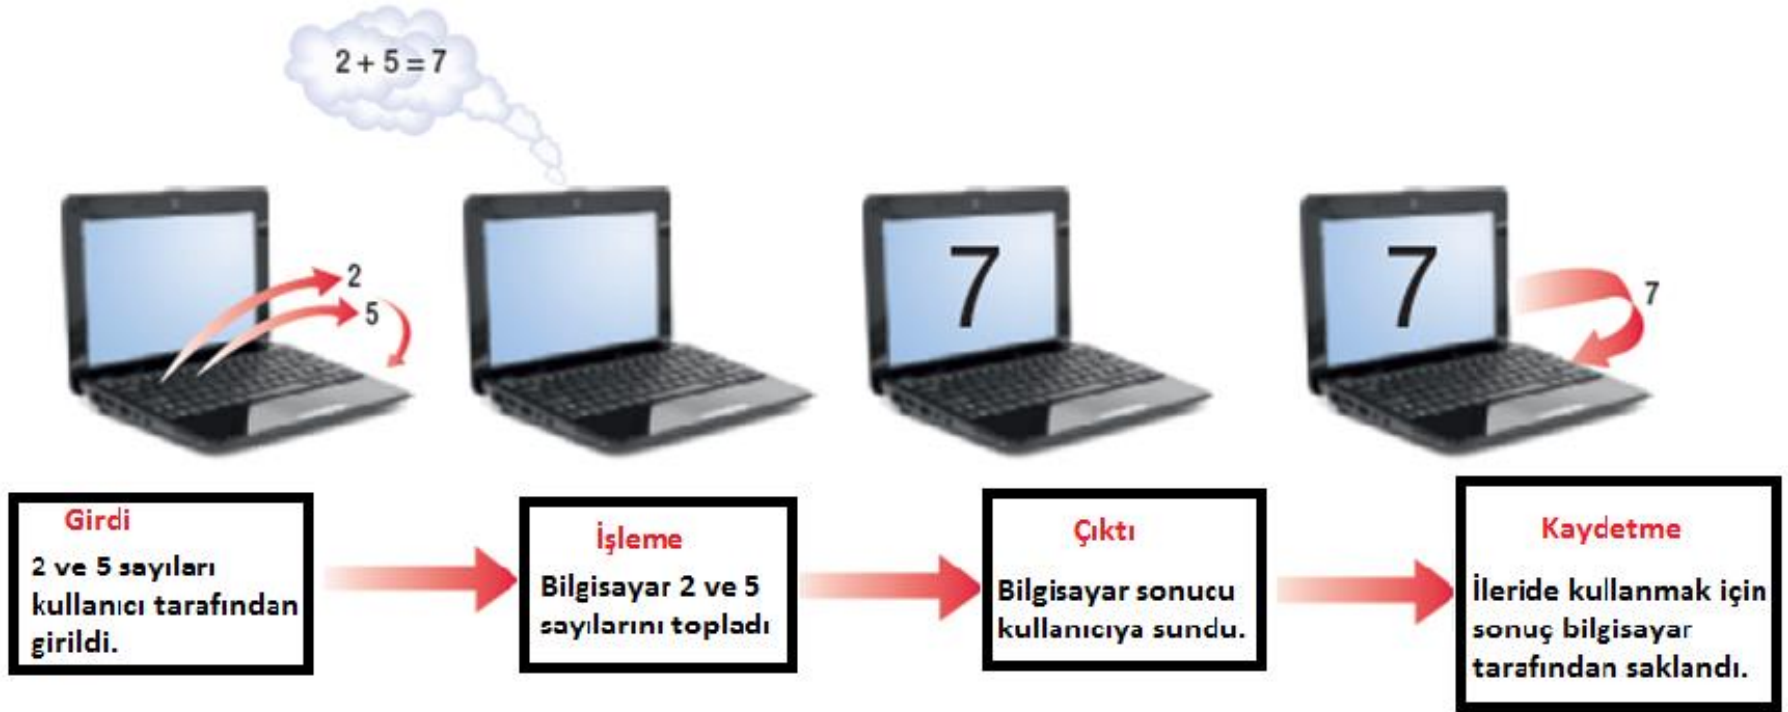 2 + 5 = 7
2
5
7
7
7
Girdi
2 ve 5 sayıları
kullanıcı tarafından
girildi.
İşleme
Bilgisayar 2 ve 5
sayılarını topladı
Çıktı
Bilgisayar sonucu
kullanıcıya sundu.
Kaydetme
İleride kullanmak için
sonuç bilgisayar
tarafından saklandı.